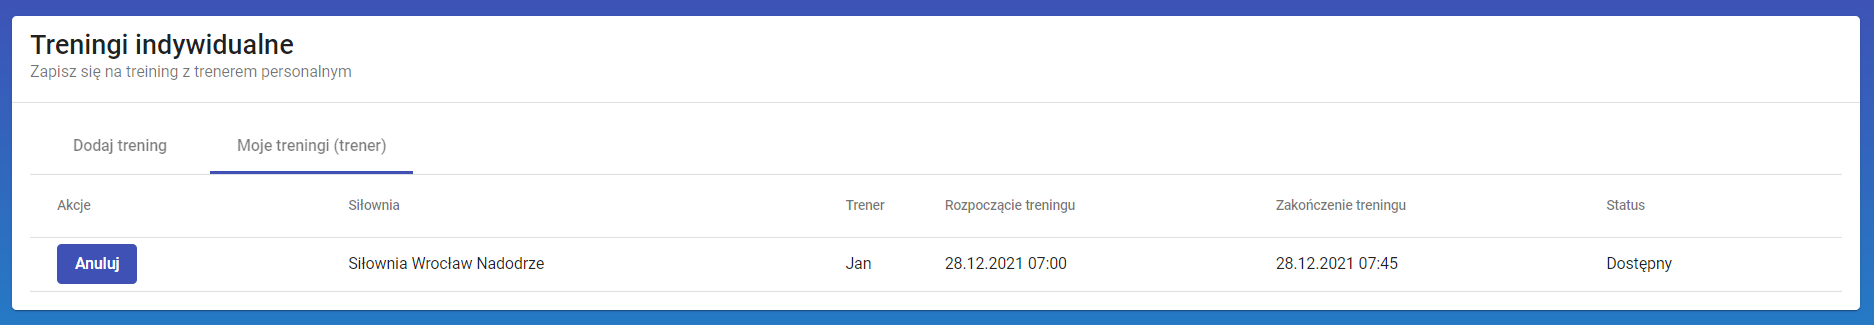 Treningi indywidualne
Zapisz się na treining z trenerem personalnym
Dodaj trening Moje treningi (trener)
Akcje Siłownia Trener Rozpoczącie treningu Zakończenie treningu Status
Anuluj Siłownia Wrocław Nadodrze Jan 28.12.2021 07:00 28.12.2021 07:45 Dostępny